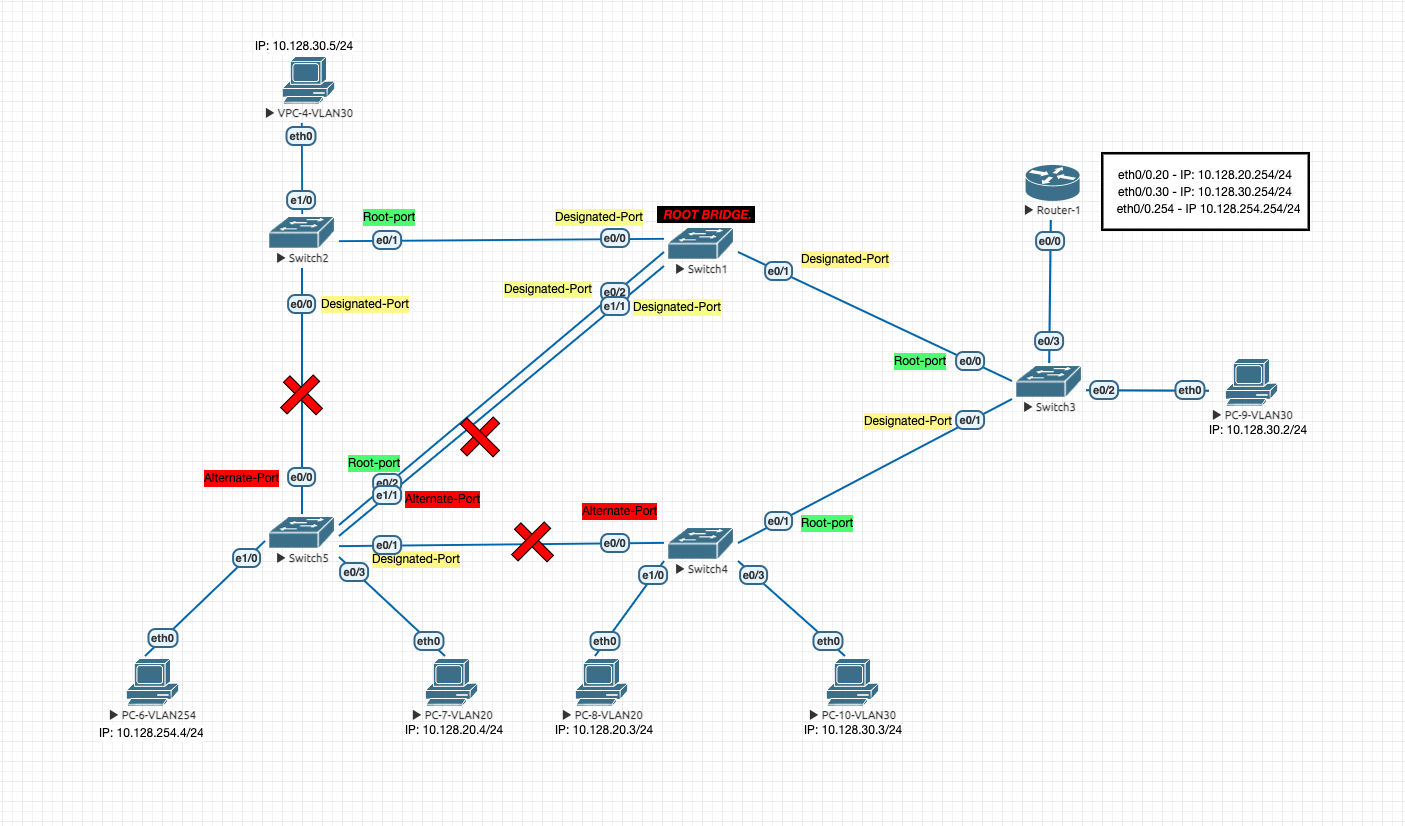 IP: 10.128.30.5/24
VPC-4-VLAN30
eth0
e1/0
Root-port
e0/1
Switch2
e0/0
Designated-Port
Designated-Port
ROOT BRIDGE.
e0/0
Switch1
e0/1
Designated-Port
Designated-Port
e0/2
e1/1
Designated-Port
Router-1
e0/0
eth0/0.20 - IP: 10.128.20.254/24
eth0/0.30 - IP: 10.128.30.254/24
eth0/0.254 - IP 10.128.254.254/24
e0/3
Root-port
e0/0
Switch3
e0/2
eth0
PC-9-VLAN30
IP: 10.128.30.2/24
Designated-Port
e0/1
Alternate-Port
e0/0
Root-port
e0/2
e1/1
Alternate-Port
Switch5
e0/1
Designated-Port
e1/0
e0/3
Alternate-Port
e0/0
e0/1
Root-port
Switch4
e1/0
e0/3
eth0
PC-6-VLAN254
IP: 10.128.254.4/24
eth0
PC-7-VLAN20
IP: 10.128.20.4/24
eth0
PC-8-VLAN20
IP: 10.128.20.3/24
eth0
PC-10-VLAN30
IP: 10.128.30.3/24